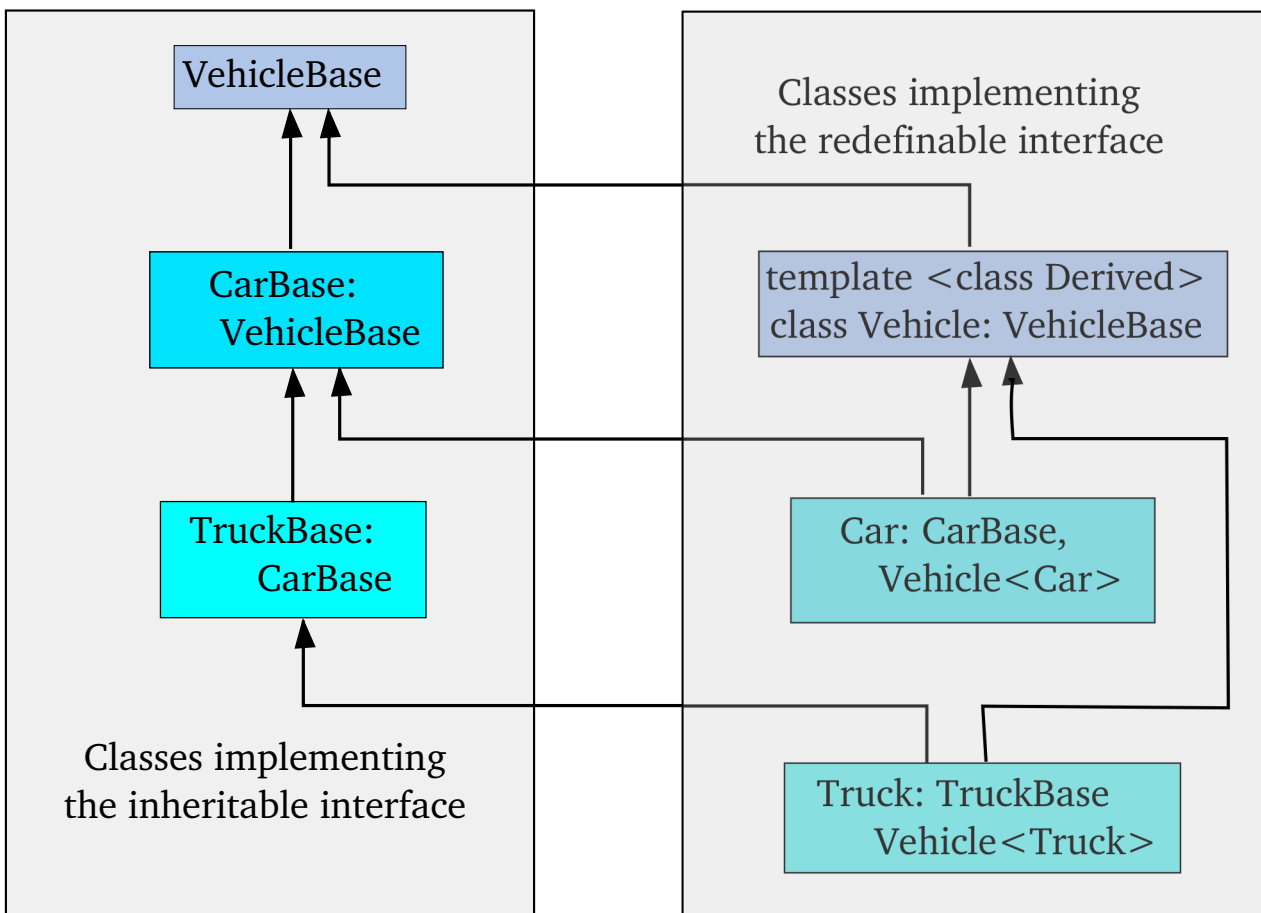 VehicleBase
CarBase:
VehicleBase
TruckBase:
CarBase
Classes implementing
the inheritable interface
Classes implementing
the redefinable interface
template <class Derived>
class Vehicle: VehicleBase
Car: CarBase,
Vehicle<Car>
Truck: TruckBase
Vehicle<Truck>